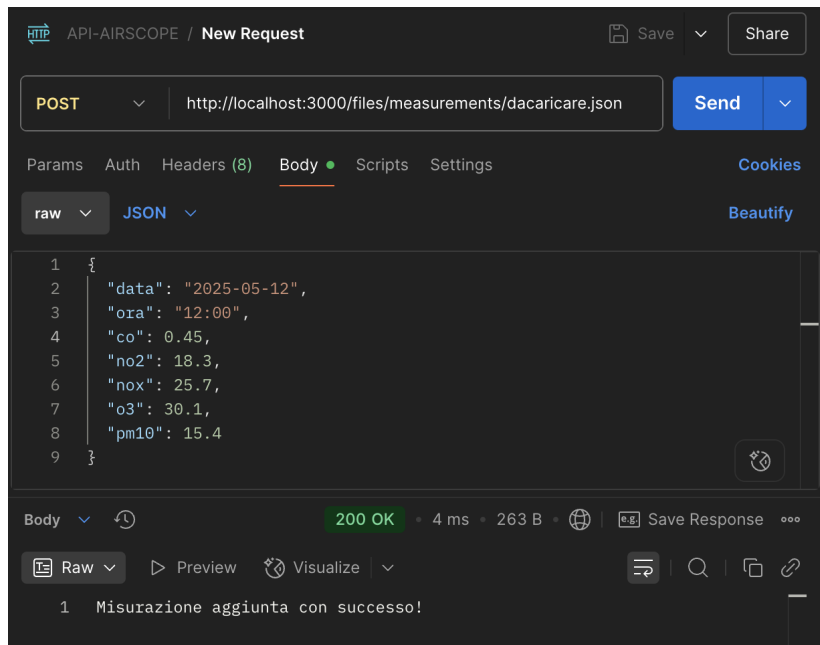 HTTP API-AIRSCOPE / New Request Save Share
POST http://localhost:3000/files/measurements/dacaricare.json Send
Params Auth Headers (8) Body Scripts Settings Cookies
raw JSON Beautify
1 {
2 "data": "2025-05-12",
3 "ora": "12:00",
4 "co": 0.45,
5 "no2": 18.3,
6 "nox": 25.7,
7 "o3": 30.1,
8 "pm10": 15.4
9 }
Body 200 OK • 4 ms • 263 B • e.g. Save Response
Raw Preview Visualize
1 Misurazione aggiunta con successo!